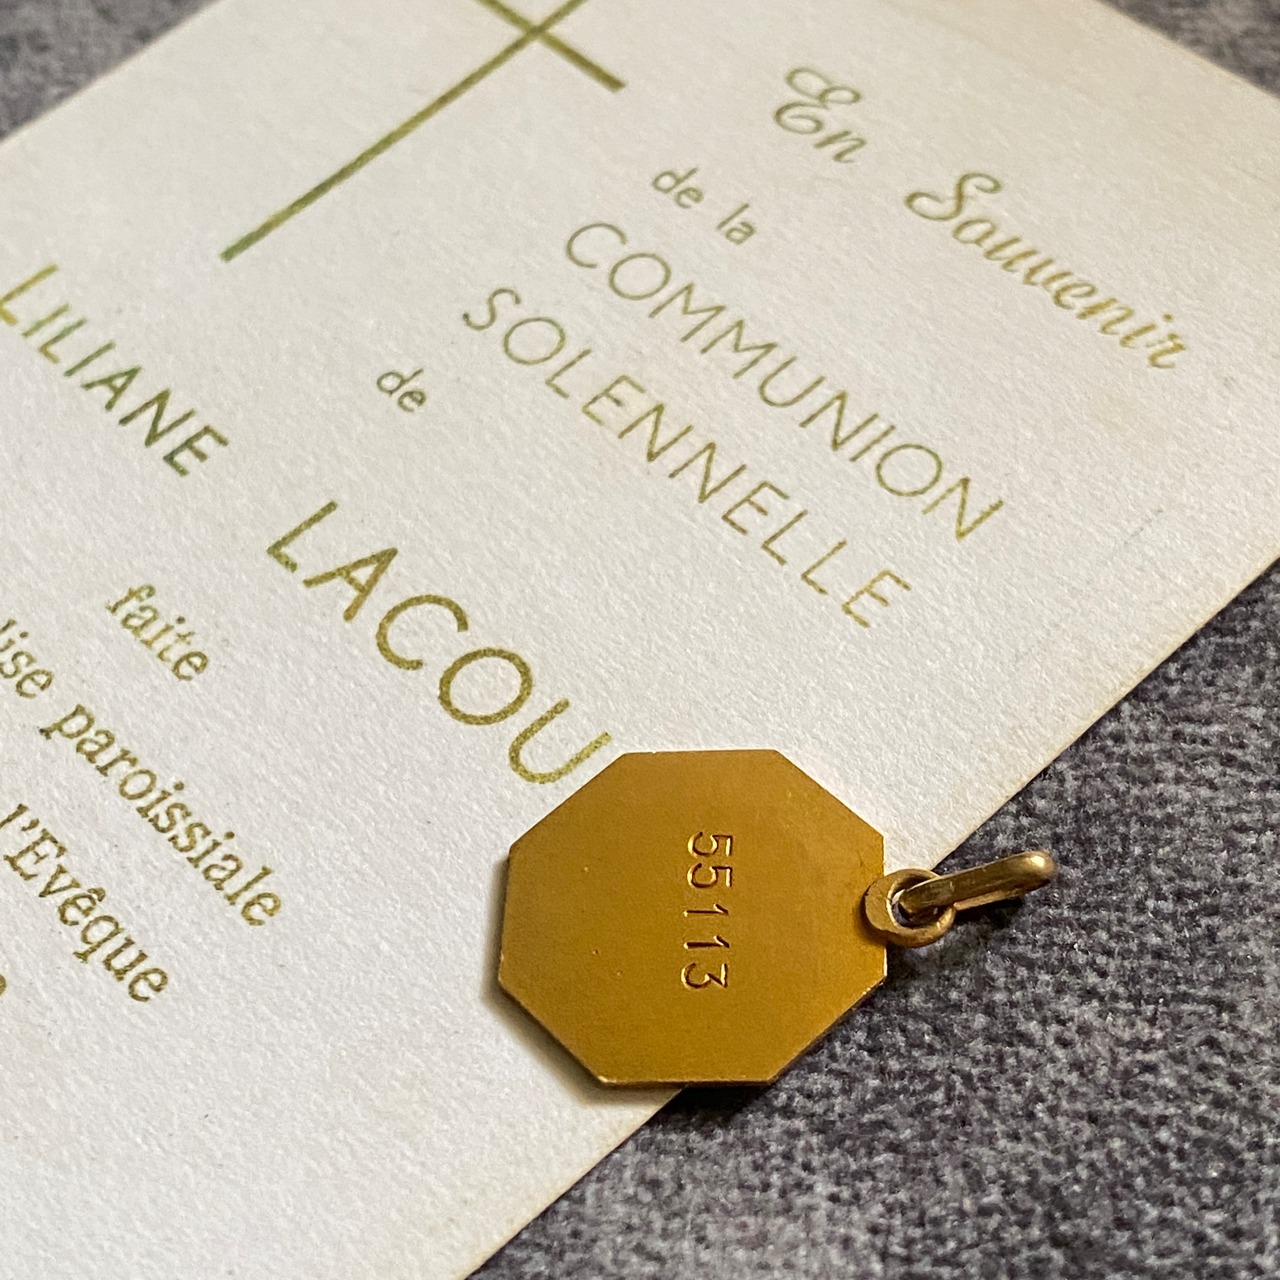 En Souvenir
de la
COMMUNION
SOLENNELLE
de
LILIANE LACOU
faite
paroissiale
l'Evêque
55113